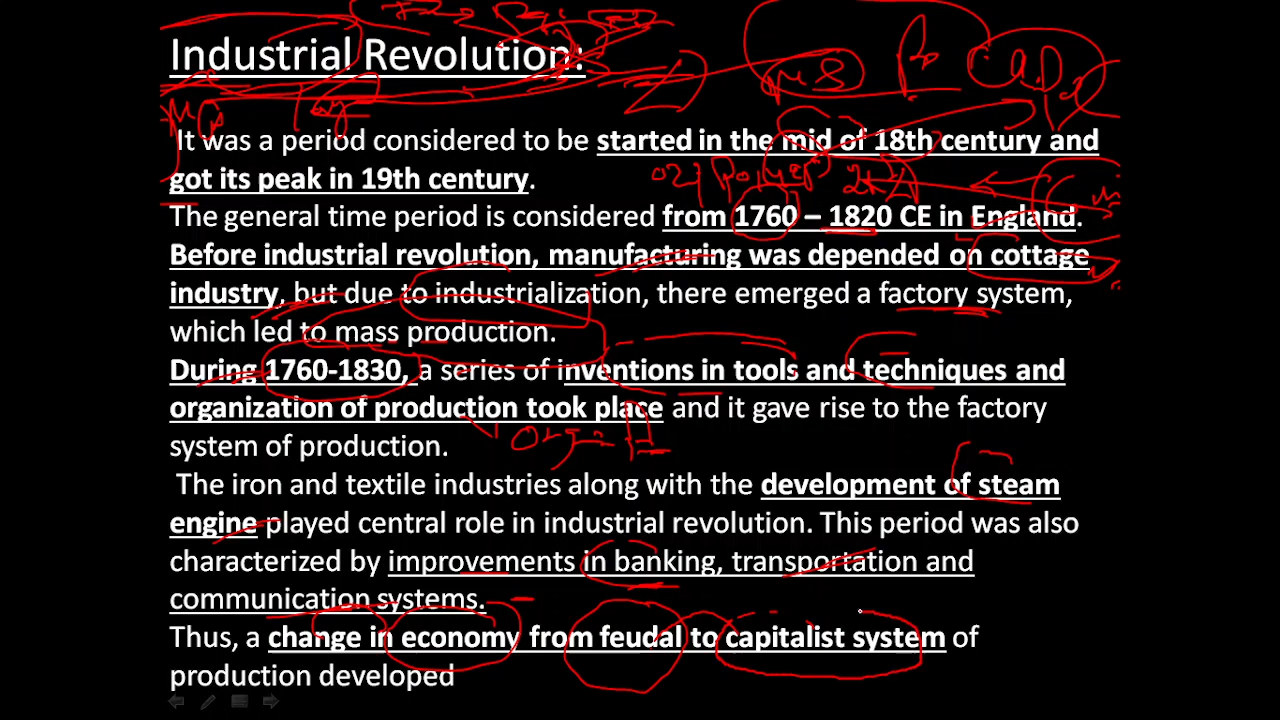 Industrial Revolution:
It was a period considered to be started in the mid of 18th century and
got its peak in 19th century.
The general time period is considered from 1760 – 1820 CE in England.
Before industrial revolution, manufacturing was depended on cottage
industry, but due to industrialization, there emerged a factory system,
which led to mass production.
During 1760-1830, a series of inventions in tools and techniques and
organization of production took place and it gave rise to the factory
system of production.
The iron and textile industries along with the development of steam
engine played central role in industrial revolution. This period was also
characterized by improvements in banking, transportation and
communication systems.
Thus, a change in economy from feudal to capitalist system of
production developed